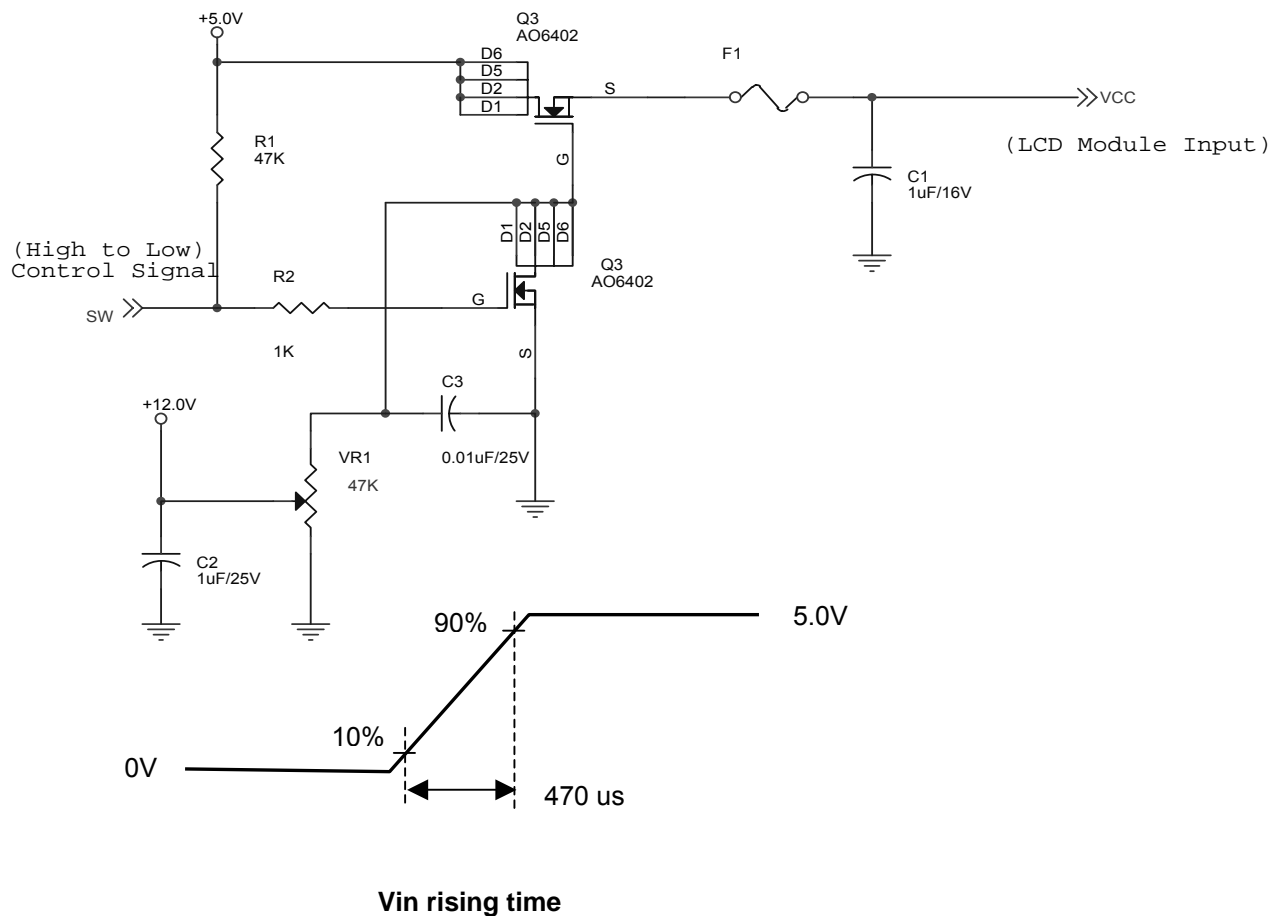 +5.0V
Q3
AO6402
D6
D5
D2
D1
S
G
F1
VCC
(LCD Module Input)
R1
47K
C1
1uF/16V
(High to Low)
Control Signal
SW
R2
1K
G
D1
D2
D5
D6
Q3
AO6402
S
+12.0V
C3
0.01uF/25V
VR1
47K
C2
1uF/25V
90%
5.0V
10%
0V
470 us
Vin rising time